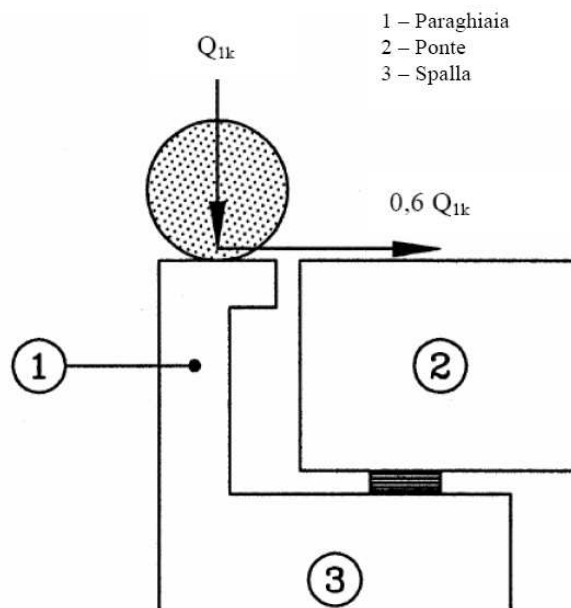 1 – Paraghiaia
2 – Ponte
3 – Spalla
Q1k
0,6 Q1k
1
2
3